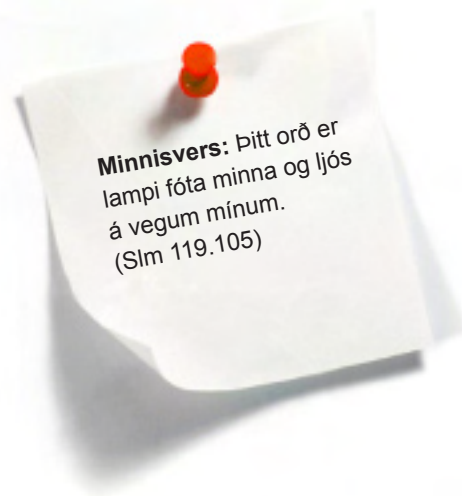 Minnisvers: Þitt orð er
lampi fóta minna og ljós
á vegum mínum.
(Slm 119.105)